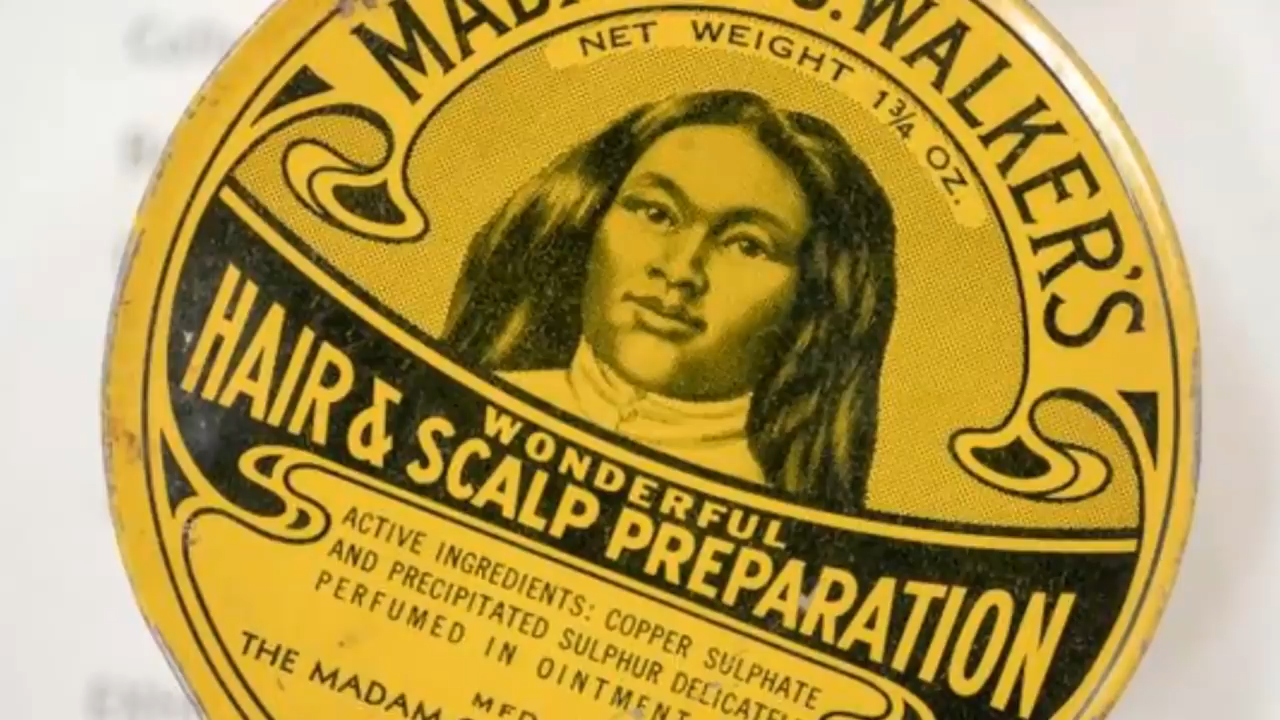 WALKER'S
NET WEIGHT 1¾ OZ.
WONDERFUL
HAIR & SCALP PREPARATION
ACTIVE INGREDIENTS: COPPER SULPHATE
AND PRECIPITATED SULPHUR DELICATELY
PERFUMED IN OINTMENT
THE MADAM